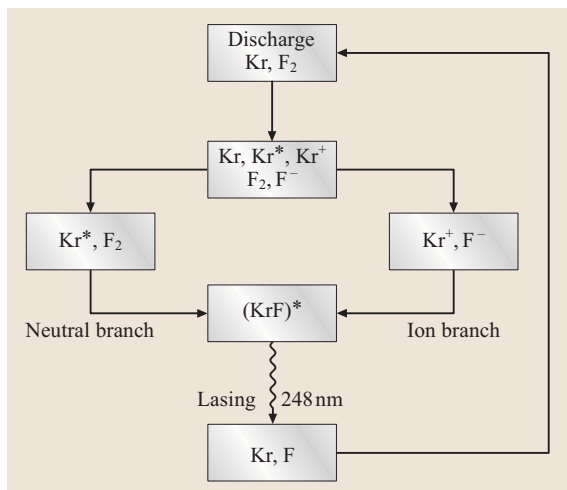 Discharge
Kr, F₂
Kr, Kr*, Kr⁺
F₂, F⁻
Kr*, F₂
Kr⁺, F⁻
(KrF)*
Neutral branch
Ion branch
Lasing
248 nm
Kr, F